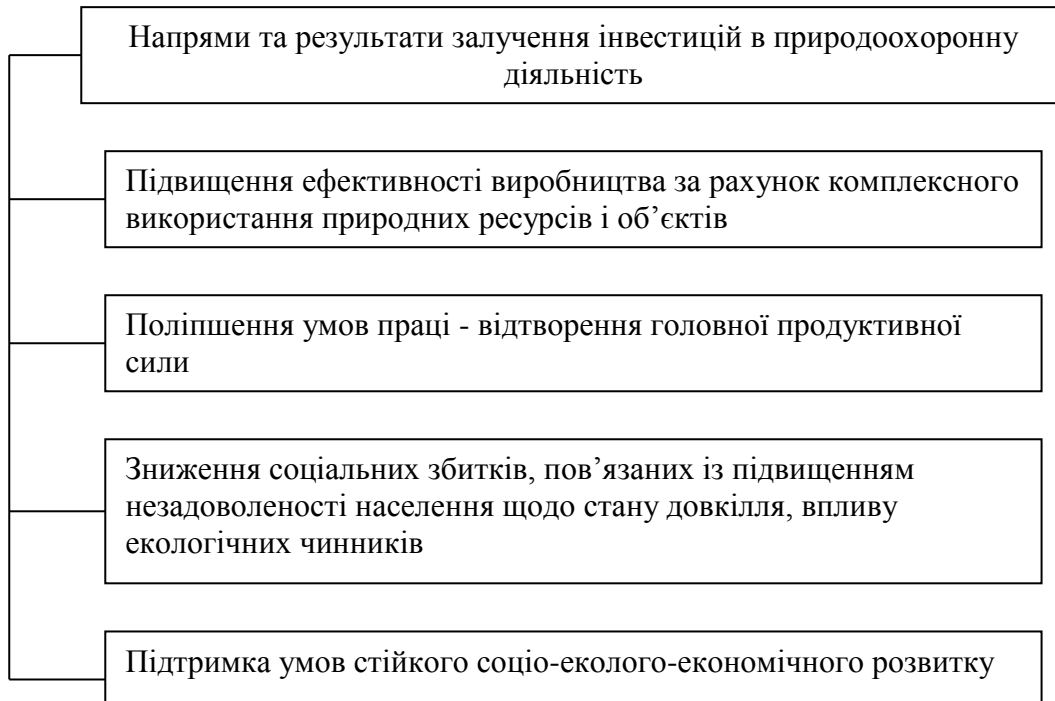 Напрями та результати залучення інвестицій в природоохоронну
діяльність
Підвищення ефективності виробництва за рахунок комплексного
використання природних ресурсів і об’єктів
Поліпшення умов праці - відтворення головної продуктивної
сили
Зниження соціальних збитків, пов’язаних із підвищенням
незадоволеності населення щодо стану довкілля, впливу
екологічних чинників
Підтримка умов стійкого соціо-еколого-економічного розвитку